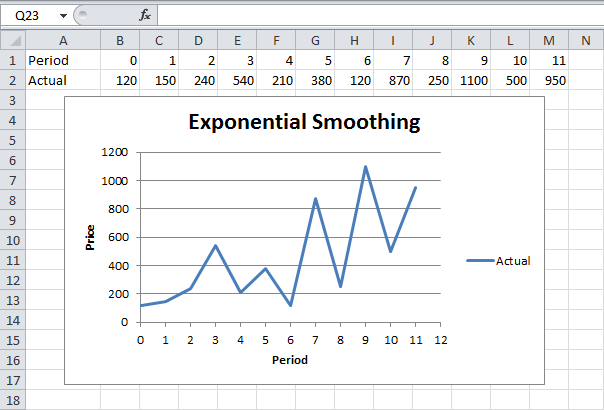 Q23 fx
A B C D E F G H I J K L M N
1 Period 0 1 2 3 4 5 6 7 8 9 10 11
2 Actual 120 150 240 540 210 380 120 870 250 1100 500 950
3
4
5
6
7
8
9
10
11
12
13
14
15
16
17
18
Exponential Smoothing
1200
1000
800
600
400
200
0
Price
0 1 2 3 4 5 6 7 8 9 10 11 12
Period
Actual